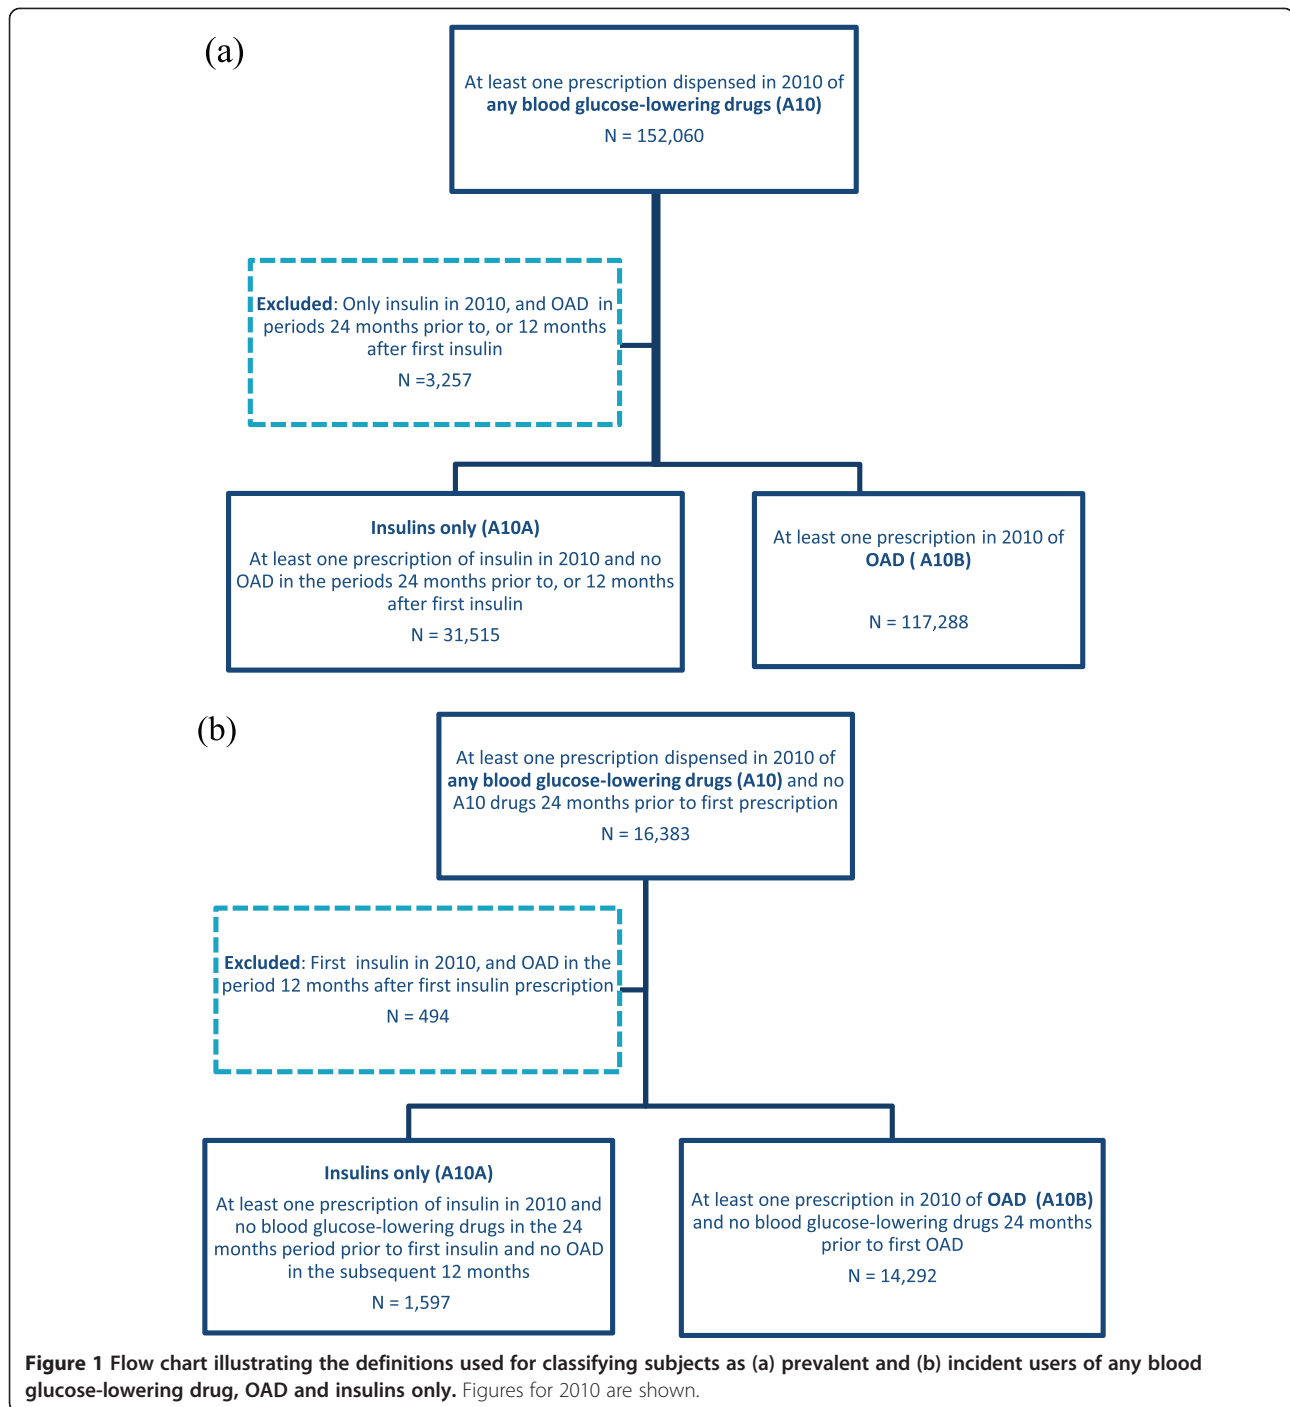 (a)
At least one prescription dispensed in 2010 of
any blood glucose-lowering drugs (A10)
N = 152,060
Excluded: Only insulin in 2010, and OAD in
periods 24 months prior to, or 12 months
after first insulin
N =3,257
Insulins only (A10A)
At least one prescription of insulin in 2010 and no
OAD in the periods 24 months prior to, or 12 months
after first insulin
N = 31,515
At least one prescription in 2010 of
OAD ( A10B)
N = 117,288
(b)
At least one prescription dispensed in 2010 of
any blood glucose-lowering drugs (A10) and no
A10 drugs 24 months prior to first prescription
N = 16,383
Excluded: First insulin in 2010, and OAD in the
period 12 months after first insulin prescription
N = 494
Insulins only (A10A)
At least one prescription of insulin in 2010 and
no blood glucose-lowering drugs in the 24
months period prior to first insulin and no OAD
in the subsequent 12 months
N = 1,597
At least one prescription in 2010 of OAD (A10B)
and no blood glucose-lowering drugs 24 months
prior to first OAD
N = 14,292
Figure 1 Flow chart illustrating the definitions used for classifying subjects as (a) prevalent and (b) incident users of any blood
glucose-lowering drug, OAD and insulins only. Figures for 2010 are shown.